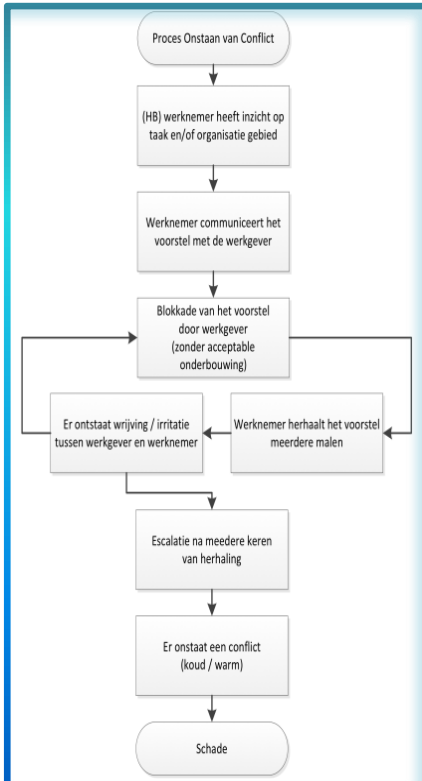 Proces Onstaan van Conflict
(HB) werknemer heeft inzicht op
taak en/of organisatie gebied
Werknemer communiceert het
voorstel met de werkgever
Blokkade van het voorstel
door werkgever
(zonder acceptable
onderbouwing)
Er ontstaat wrijving / irritatie
tussen werkgever en werknemer
Werknemer herhaalt het voorstel
meerdere malen
Escalatie na meedere keren
van herhaling
Er onstaat een conflict
(koud / warm)
Schade